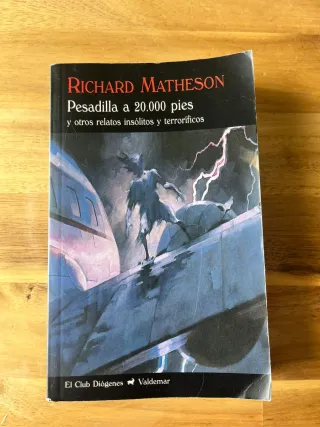 RICHARD MATHESON
Pesadilla a 20.000 pies
y otros relatos insólitos y terroríficos
El Club Diógenes Valdemar